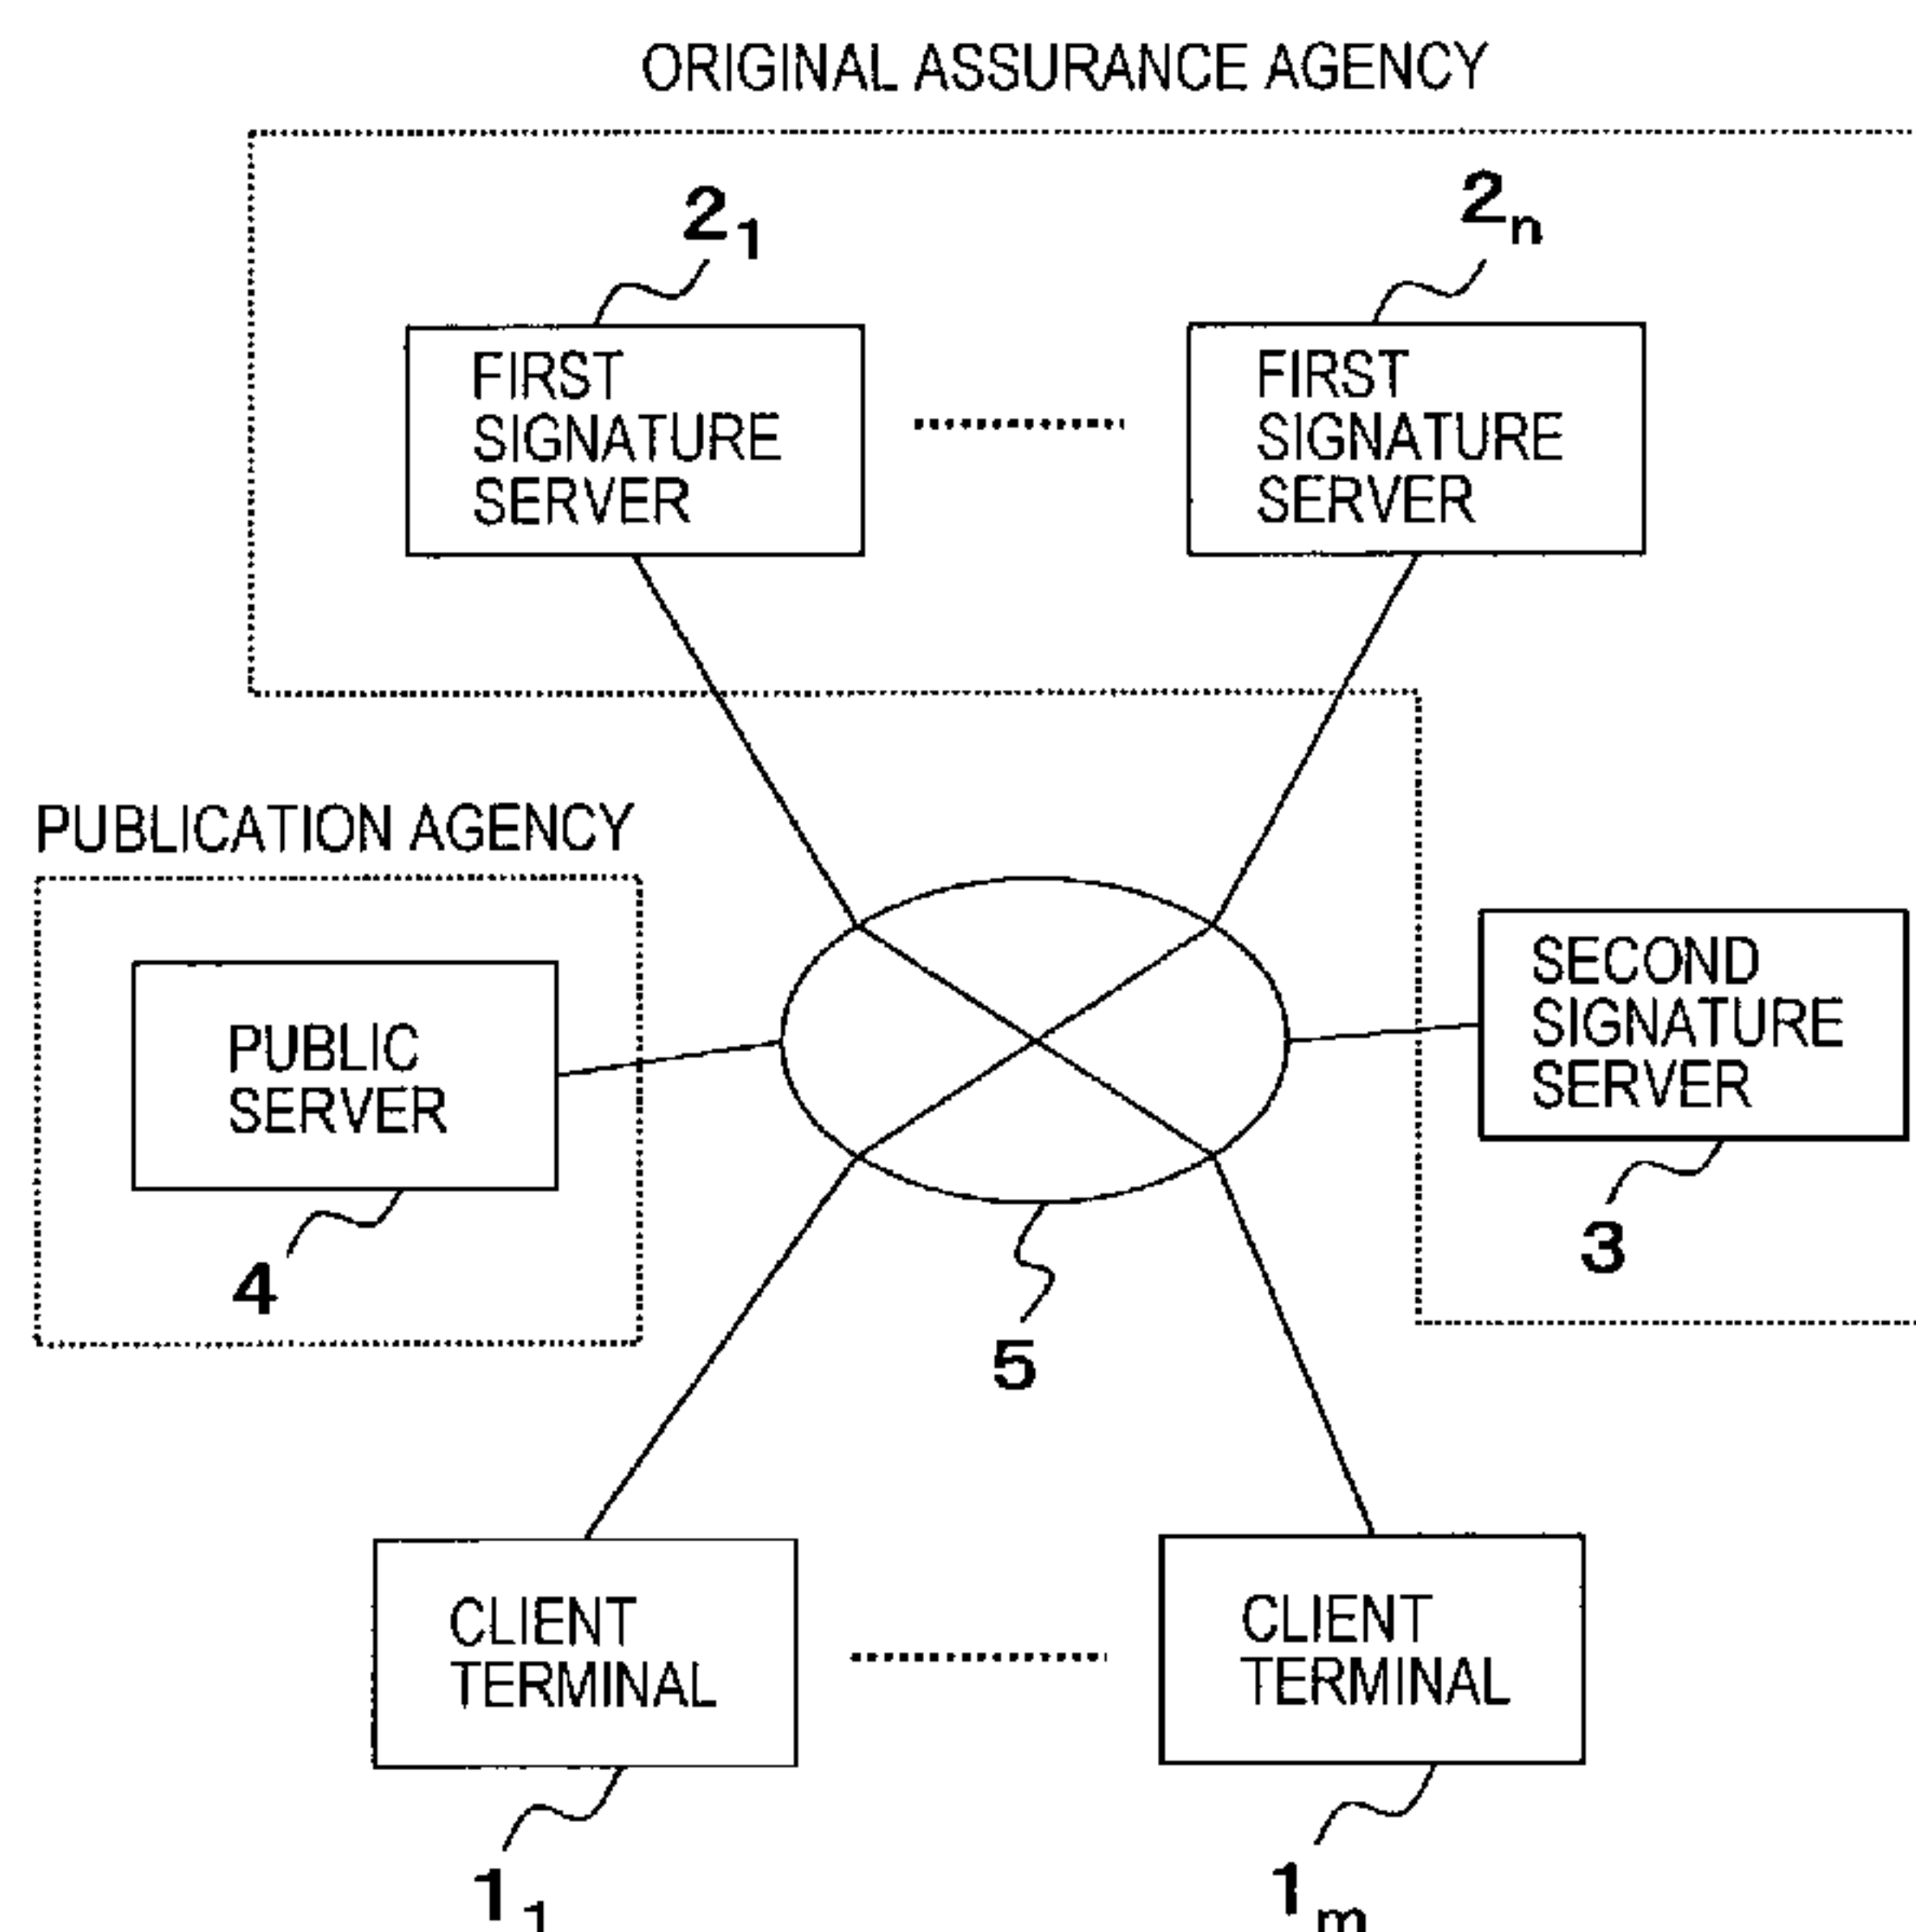 ORIGINAL ASSURANCE AGENCY
2₁
2ₙ
FIRST
SIGNATURE
SERVER
FIRST
SIGNATURE
SERVER
PUBLICATION AGENCY
PUBLIC
SERVER
4
SECOND
SIGNATURE
SERVER
3
5
CLIENT
TERMINAL
CLIENT
TERMINAL
1₁
1ₘ